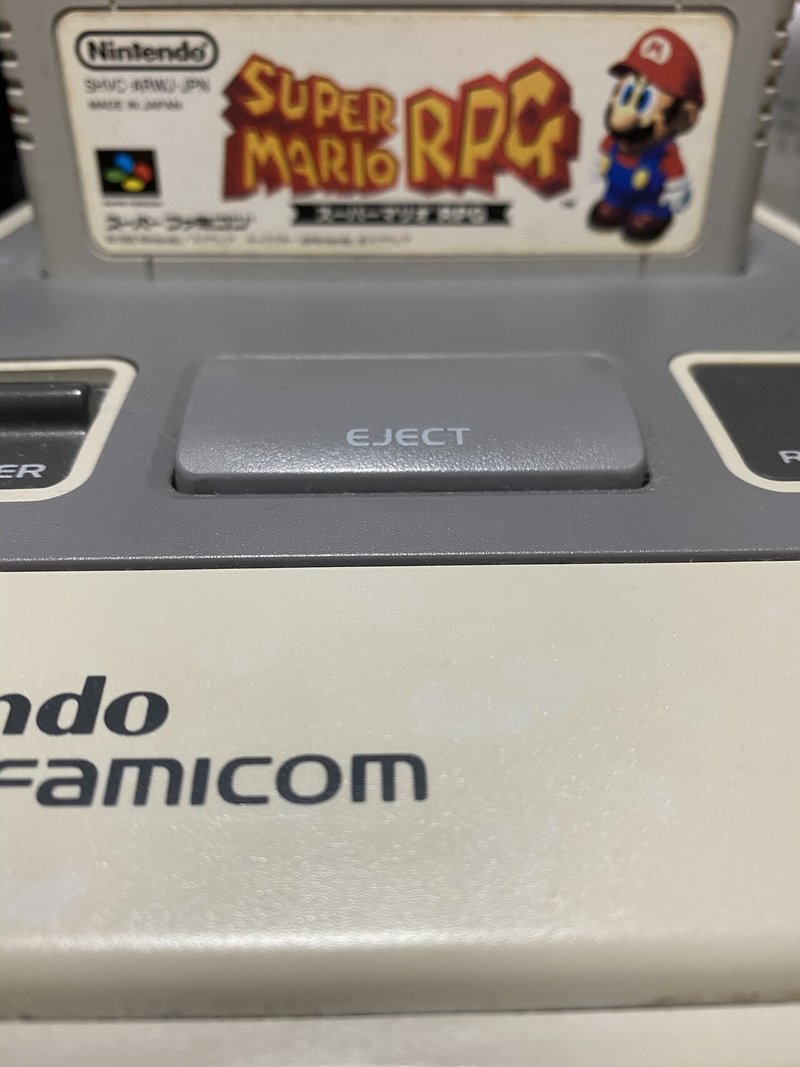 Nintendo
SHVC-ARWJ-JPN
MADE IN JAPAN
SUPER
MARIO RPG
スーパーマリオ RPG
スーパーファミコン
EJECT
ER
R
ndo
Famicom